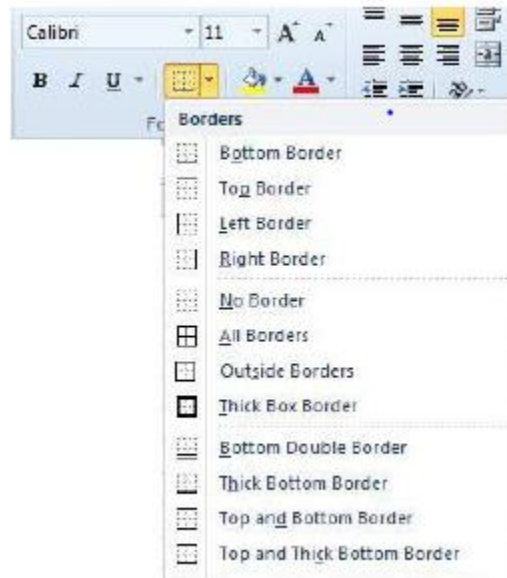 Calibri 11 A A
B I U A
Fo
Borders
Bottom Border
Top Border
Left Border
Right Border
No Border
All Borders
Outside Borders
Thick Box Border
Bottom Double Border
Thick Bottom Border
Top and Bottom Border
Top and Thick Bottom Border